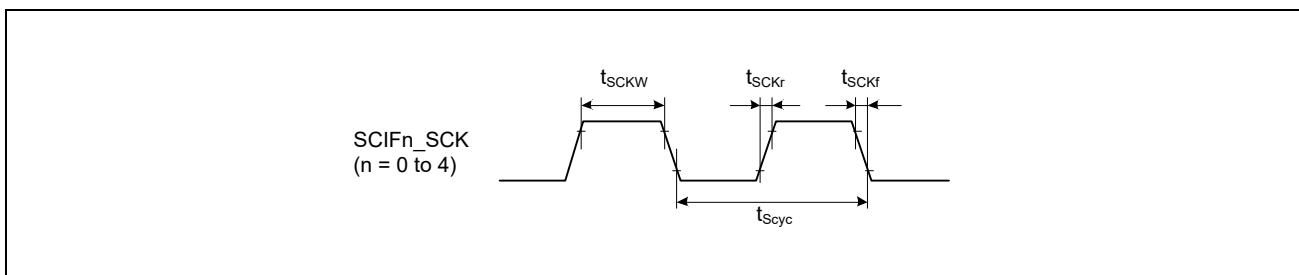 tSCKW
tSCKr
tSCKf
SCIFn_SCK
(n = 0 to 4)
tScyc